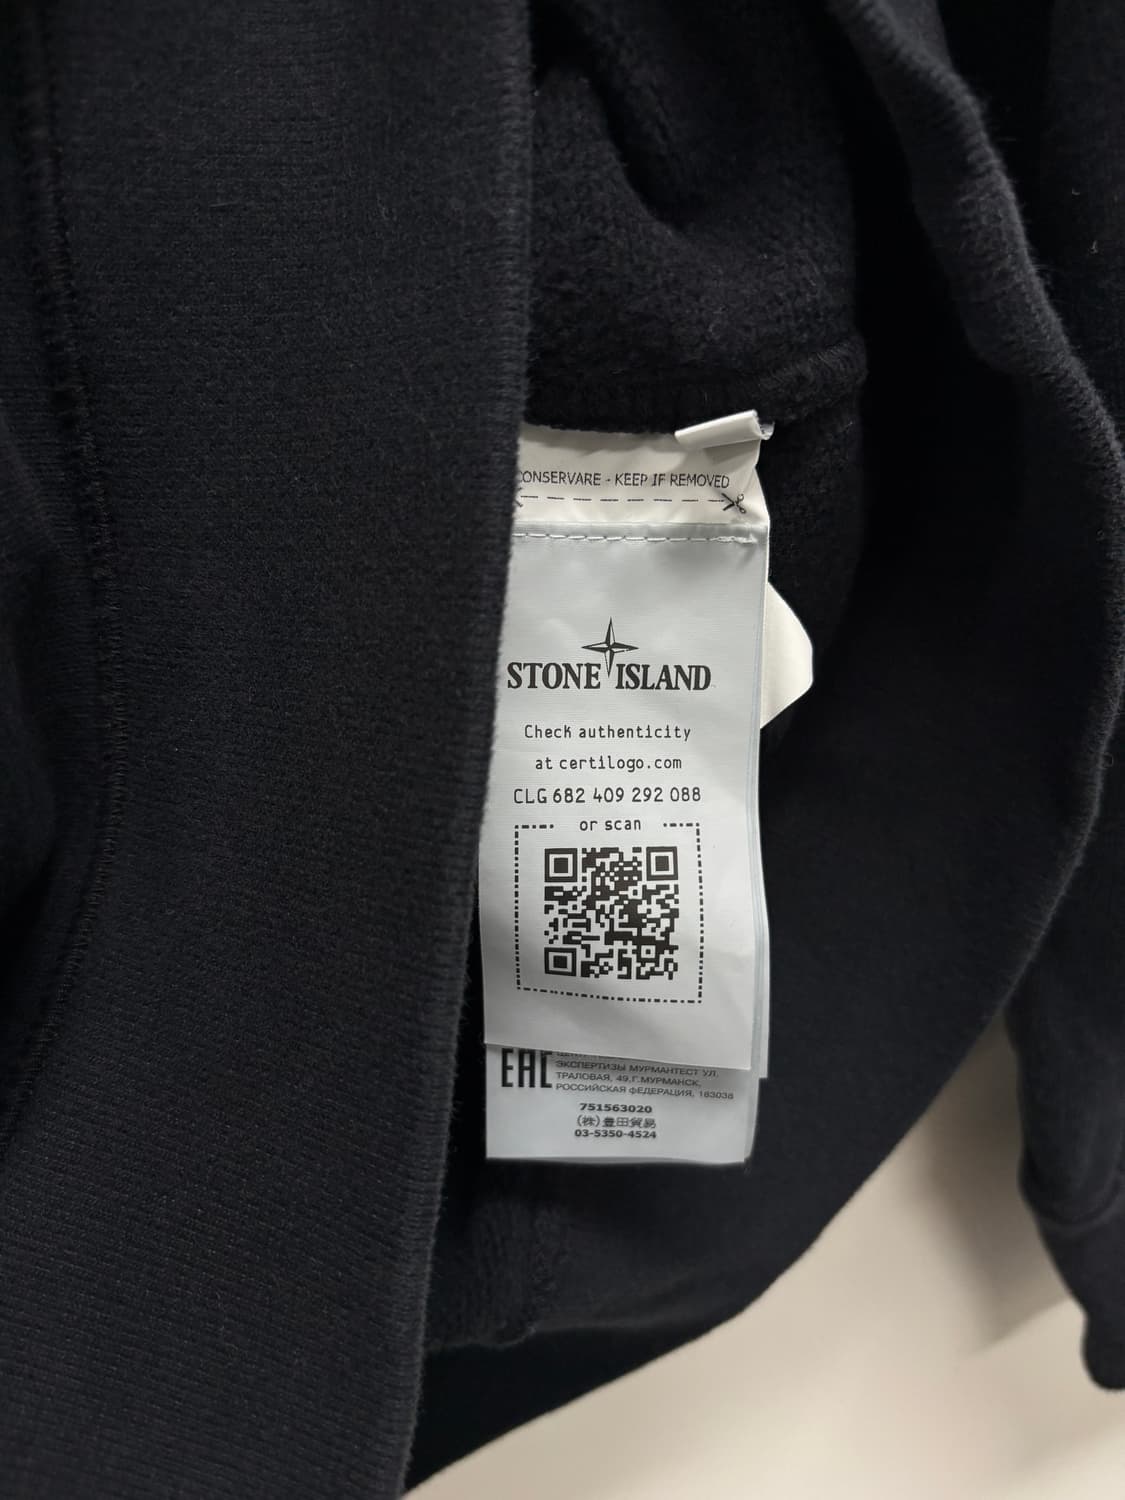 CONSERVARE - KEEP IF REMOVED
STONE ISLAND
Check authenticity
at certilogo.com
CLG 682 409 292 088
or scan
EAC
ЭКСПЕРТИЗЫ МУРМАНТЕСТ УЛ.
ТРАЛОВАЯ, 49,Г.МУРМАНСК,
РОССИЙСКАЯ ФЕДЕРАЦИЯ, 183038
751563020
(株)豊田貿易
03-5350-4524